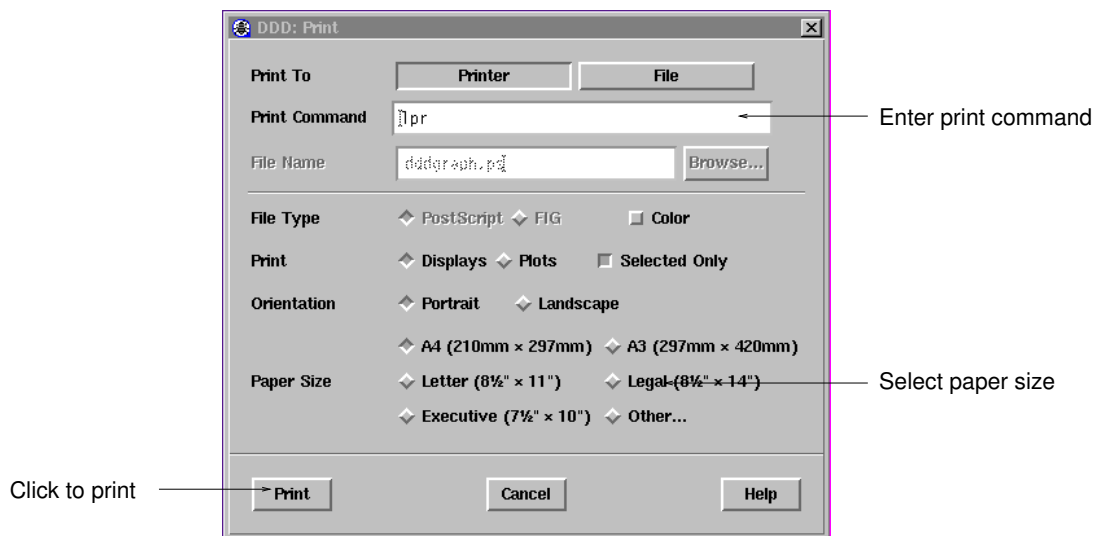 DDD: Print
Print To Printer File
Print Command lpr Enter print command
File Name dddgraph.ps Browse...
File Type PostScript FIG Color
Print Displays Plots Selected Only
Orientation Portrait Landscape
A4 (210mm × 297mm) A3 (297mm × 420mm)
Paper Size Letter (8½" × 11") Legal (8½" × 14") Select paper size
Executive (7½" × 10") Other...
Click to print Print Cancel Help